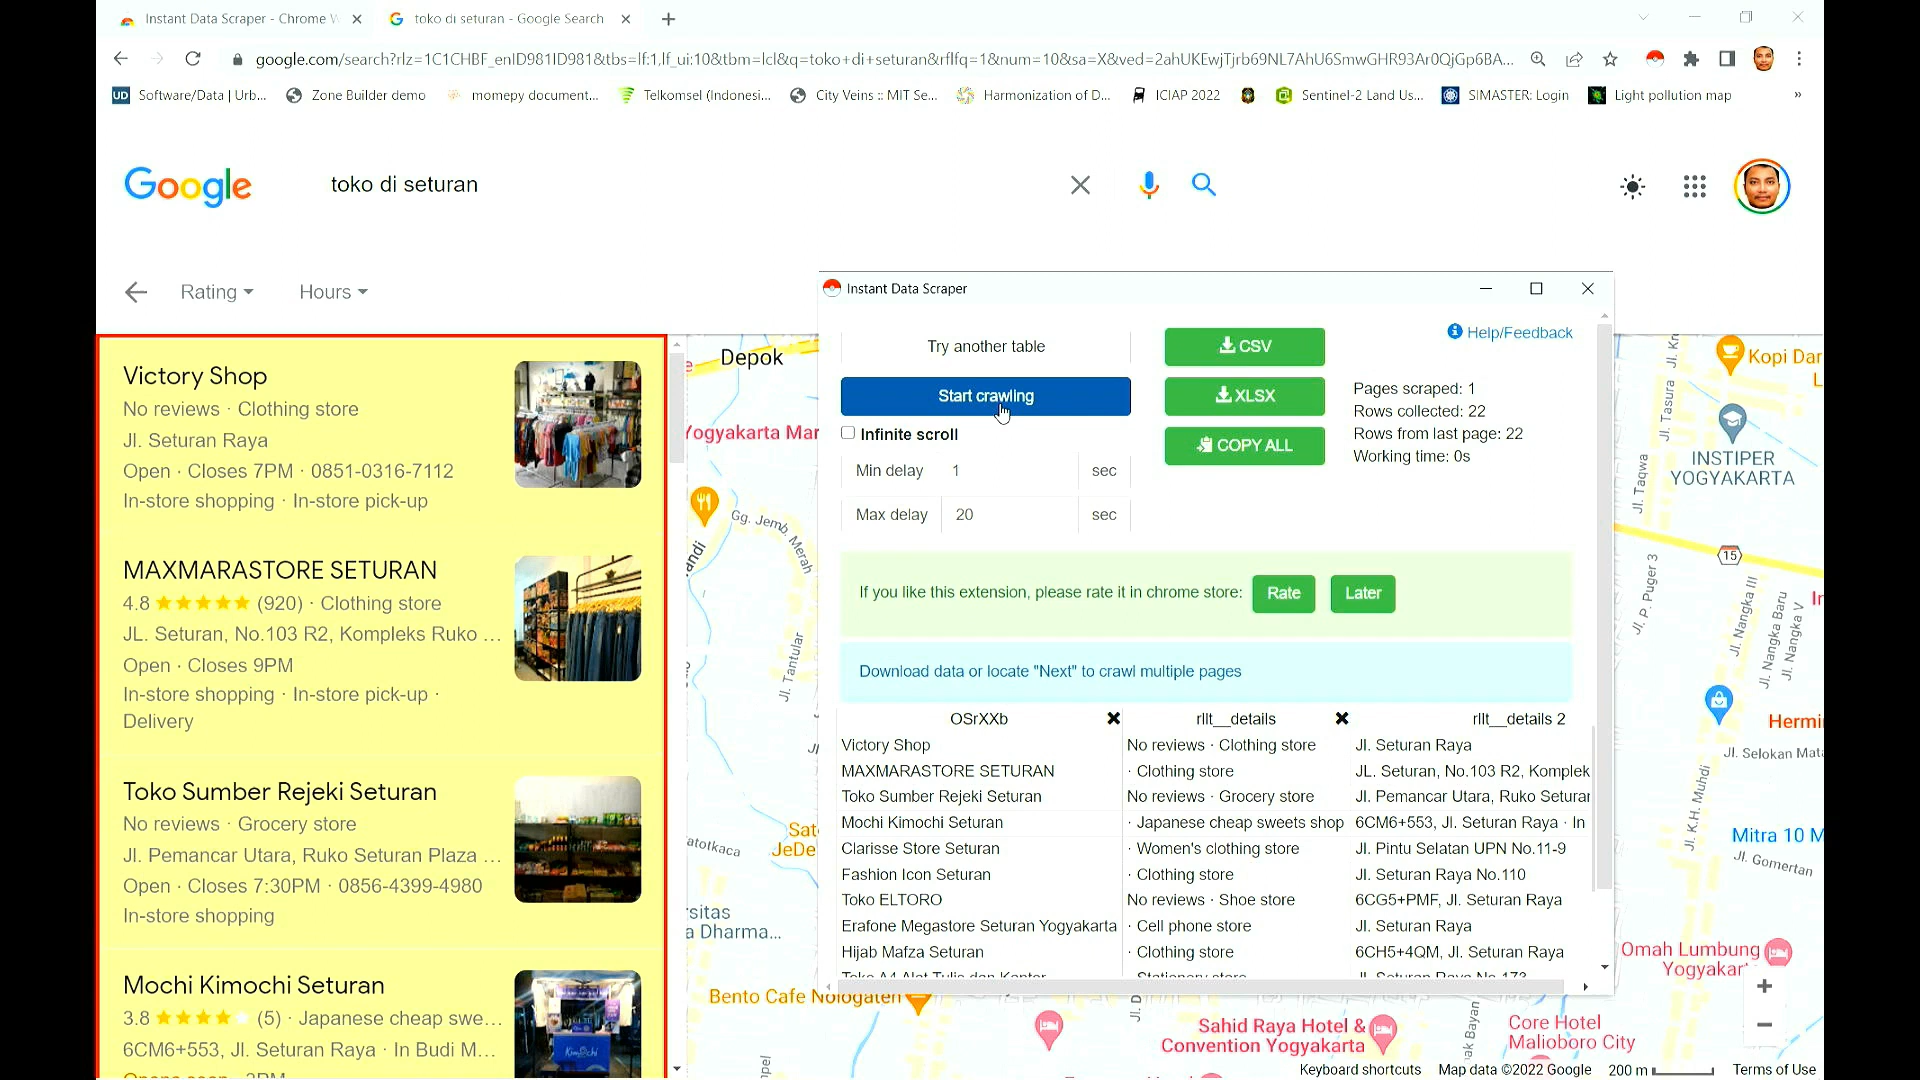 Instant Data Scraper - Chrome W
toko di seturan - Google Search
google.com/search?rlz=1C1CHBF_enID981ID981&tbs=lf:1,lf_ui:10&tbm=lcl&q=toko+di+seturan&rflfq=1&num=10&sa=X&ved=2ahUKEwjTjrb69NL7AhU6SmwGHR93Ar0QjGp6BA...
UD Software/Data | Urb...
Zone Builder demo
momepy document...
Telkomsel (Indonesi...
City Veins :: MIT Se...
Harmonization of D...
ICIAP 2022
Sentinel-2 Land Us...
SIMASTER: Login
Light pollution map
»
Google
toko di seturan
Rating
Hours
Victory Shop
No reviews · Clothing store
Jl. Seturan Raya
Open · Closes 7PM · 0851-0316-7112
In-store shopping · In-store pick-up
MAXMARASTORE SETURAN
4.8 ★★★★★ (920) · Clothing store
JL. Seturan, No.103 R2, Kompleks Ruko ...
Open · Closes 9PM
In-store shopping · In-store pick-up ·
Delivery
Toko Sumber Rejeki Seturan
No reviews · Grocery store
Jl. Pemancar Utara, Ruko Seturan Plaza ...
Open · Closes 7:30PM · 0856-4399-4980
In-store shopping
Mochi Kimochi Seturan
3.8 ★★★★ (5) · Japanese cheap swe...
6CM6+553, Jl. Seturan Raya · In Budi M...
Instant Data Scraper
Try another table
Start crawling
Infinite scroll
Min delay 1 sec
Max delay 20 sec
CSV
XLSX
COPY ALL
Help/Feedback
Pages scraped: 1
Rows collected: 22
Rows from last page: 22
Working time: 0s
If you like this extension, please rate it in chrome store: Rate Later
Download data or locate "Next" to crawl multiple pages
OSrXXb rllt__details rllt__details 2
Victory Shop No reviews · Clothing store Jl. Seturan Raya
MAXMARASTORE SETURAN · Clothing store JL. Seturan, No.103 R2, Komplek
Toko Sumber Rejeki Seturan No reviews · Grocery store Jl. Pemancar Utara, Ruko Seturan
Mochi Kimochi Seturan · Japanese cheap sweets shop 6CM6+553, Jl. Seturan Raya · In
Clarisse Store Seturan · Women's clothing store Jl. Pintu Selatan UPN No.11-9
Fashion Icon Seturan · Clothing store Jl. Seturan Raya No.110
Toko ELTORO No reviews · Shoe store 6CG5+PMF, Jl. Seturan Raya
Erafone Megastore Seturan Yogyakarta · Cell phone store Jl. Seturan Raya
Hijab Mafza Seturan · Clothing store 6CH5+4QM, Jl. Seturan Raya
Depok
Yogyakarta Mar
Gg. Jemb. Merah
Jl. Tantular
Bento Cafe Nologaten
Sahid Raya Hotel &
Convention Yogyakarta
Core Hotel
Malioboro City
Omah Lumbung
Yogyakar
Kopi Dar
INSTIPER
YOGYAKARTA
Jl. Tasura
Jl. Taqwa
15
Jl. P. Puger 3
Jl. Nangka III
Jl. Nangka Baru
Jl. Nangka V
Hermi
Jl. Selokan Mata
Jl. K.H. Muhdi
Mitra 10 M
Jl. Gomertan
Keyboard shortcuts
Map data ©2022 Google
200 m
Terms of Use